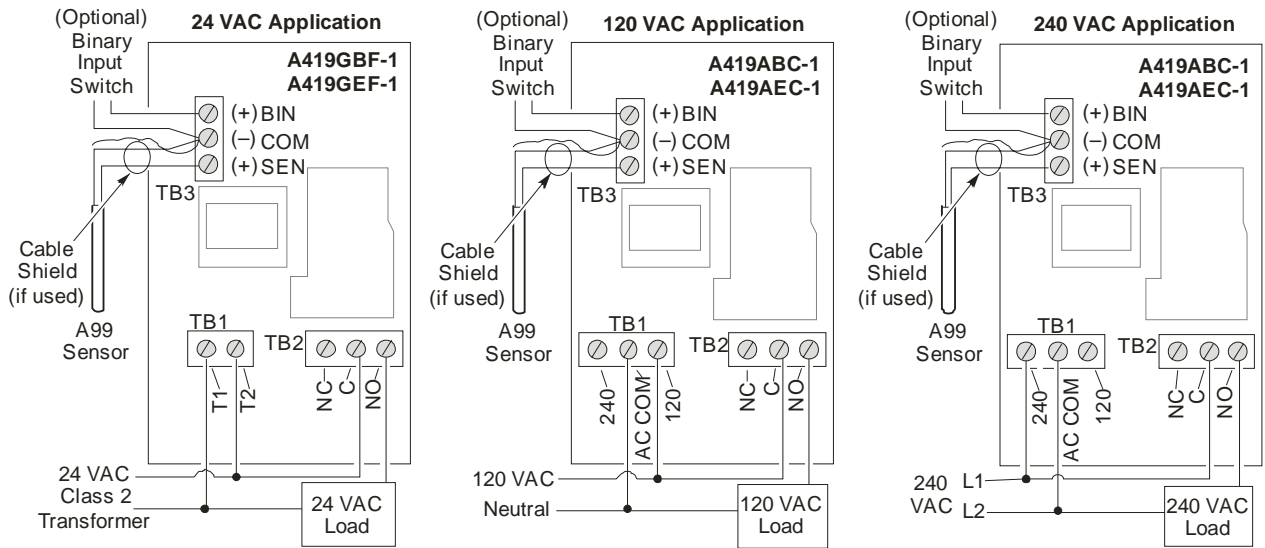 (Optional)
Binary
Input
Switch
24 VAC Application
A419GBF-1
A419GEF-1
(+) BIN
(–) COM
(+) SEN
TB3
Cable
Shield
(if used)
A99
Sensor
TB1
TB2
T1
T2
NC
C
NO
24 VAC
Class 2
Transformer
24 VAC
Load
(Optional)
Binary
Input
Switch
120 VAC Application
A419ABC-1
A419AEC-1
(+) BIN
(–) COM
(+) SEN
TB3
Cable
Shield
(if used)
A99
Sensor
TB1
TB2
240
AC COM
120
NC
C
NO
120 VAC
Neutral
120 VAC
Load
(Optional)
Binary
Input
Switch
240 VAC Application
A419ABC-1
A419AEC-1
(+) BIN
(–) COM
(+) SEN
TB3
Cable
Shield
(if used)
A99
Sensor
TB1
TB2
240
AC COM
120
NC
C
NO
240 L1
VAC L2
240 VAC
Load